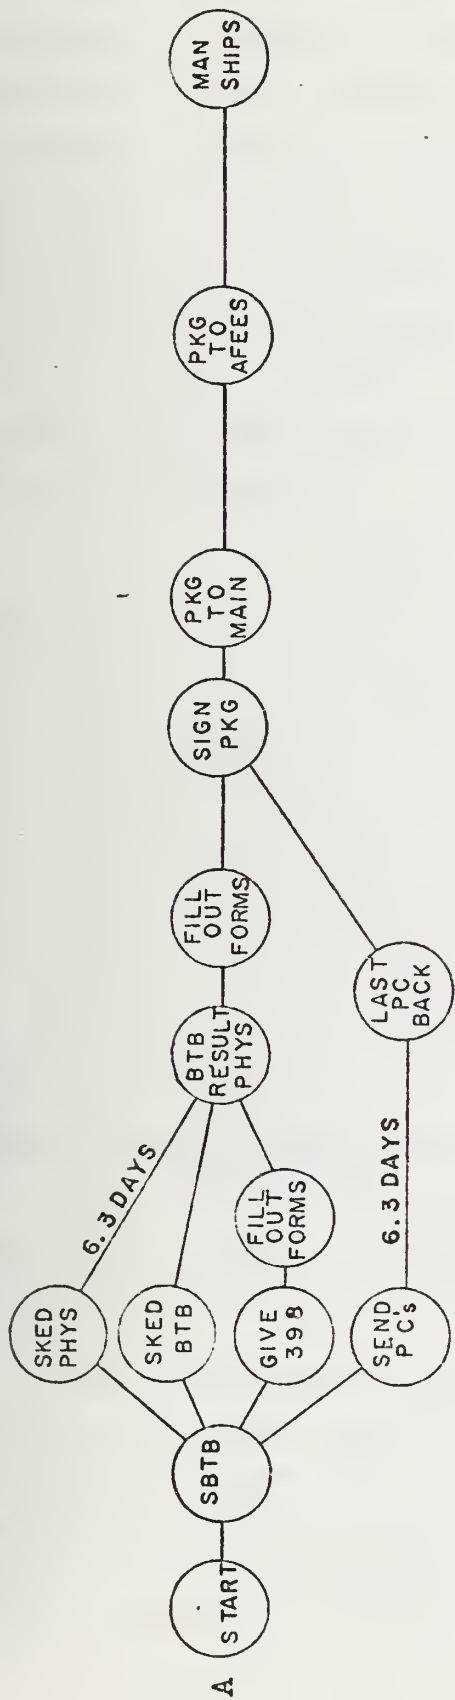 A
START
SBTB
SKED
PHYS
6.3 DAYS
SKED
BTB
GIVE
398
FILL
OUT
FORMS
SEND
PC's
6.3 DAYS
LAST
PC
BACK
BTB
RESULT
PHYS
FILL
OUT
FORMS
SIGN
PKG
PKG
TO
MAIN
PKG
TO
AFEES
MAN
SHIPS